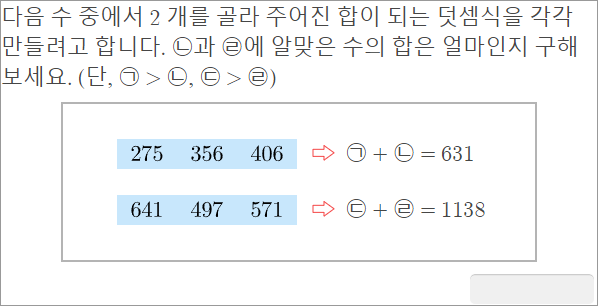 다음 수 중에서 2 개를 골라 주어진 합이 되는 덧셈식을 각각
만들려고 합니다. ㉡과 ㉣에 알맞은 수의 합은 얼마인지 구해
보세요. (단, ㉠ > ㉡, ㉢ > ㉣)
275 356 406 ⇨ ㉠ + ㉡ = 631
641 497 571 ⇨ ㉢ + ㉣ = 1138